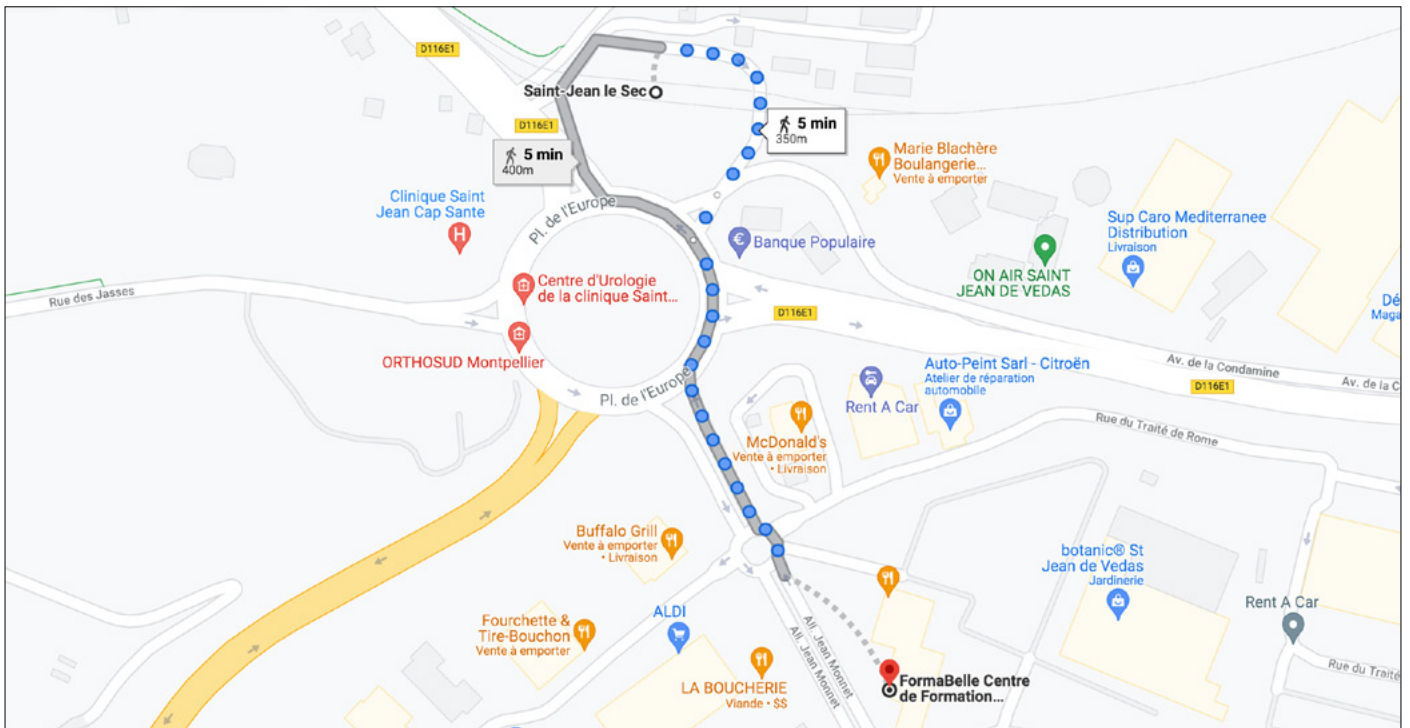 D116E1
Saint-Jean le Sec
D116E1
5 min
350m
5 min
400m
Marie Blachère
Boulangerie...
Vente à emporter
Clinique Saint
Jean Cap Sante
H
Pl. de l'Europe
Sup Caro Mediterranee
Distribution
Livraison
€
Banque Populaire
ON AIR SAINT
JEAN DE VEDAS
Centre d'Urologie
de la clinique Saint...
Rue des Jasses
Dé
Maga
D116E1
ORTHOSUD Montpellier
Auto-Peint Sarl - Citroën
Atelier de réparation
automobile
Av. de la Condamine
Av. de la C
D116E1
Pl. de l'Europe
Rent A Car
McDonald's
Vente à emporter
• Livraison
Rue du Traité de Rome
Buffalo Grill
Vente à emporter
• Livraison
botanic® St
Jean de Vedas
Jardinerie
Rent A Car
Fourchette &
Tire-Bouchon
Vente à emporter
ALDI
All. Jean Monnet
All. Jean Monnet
LA BOUCHERIE
Viande • $$
FormaBelle Centre
de Formation...
Rue du Traité